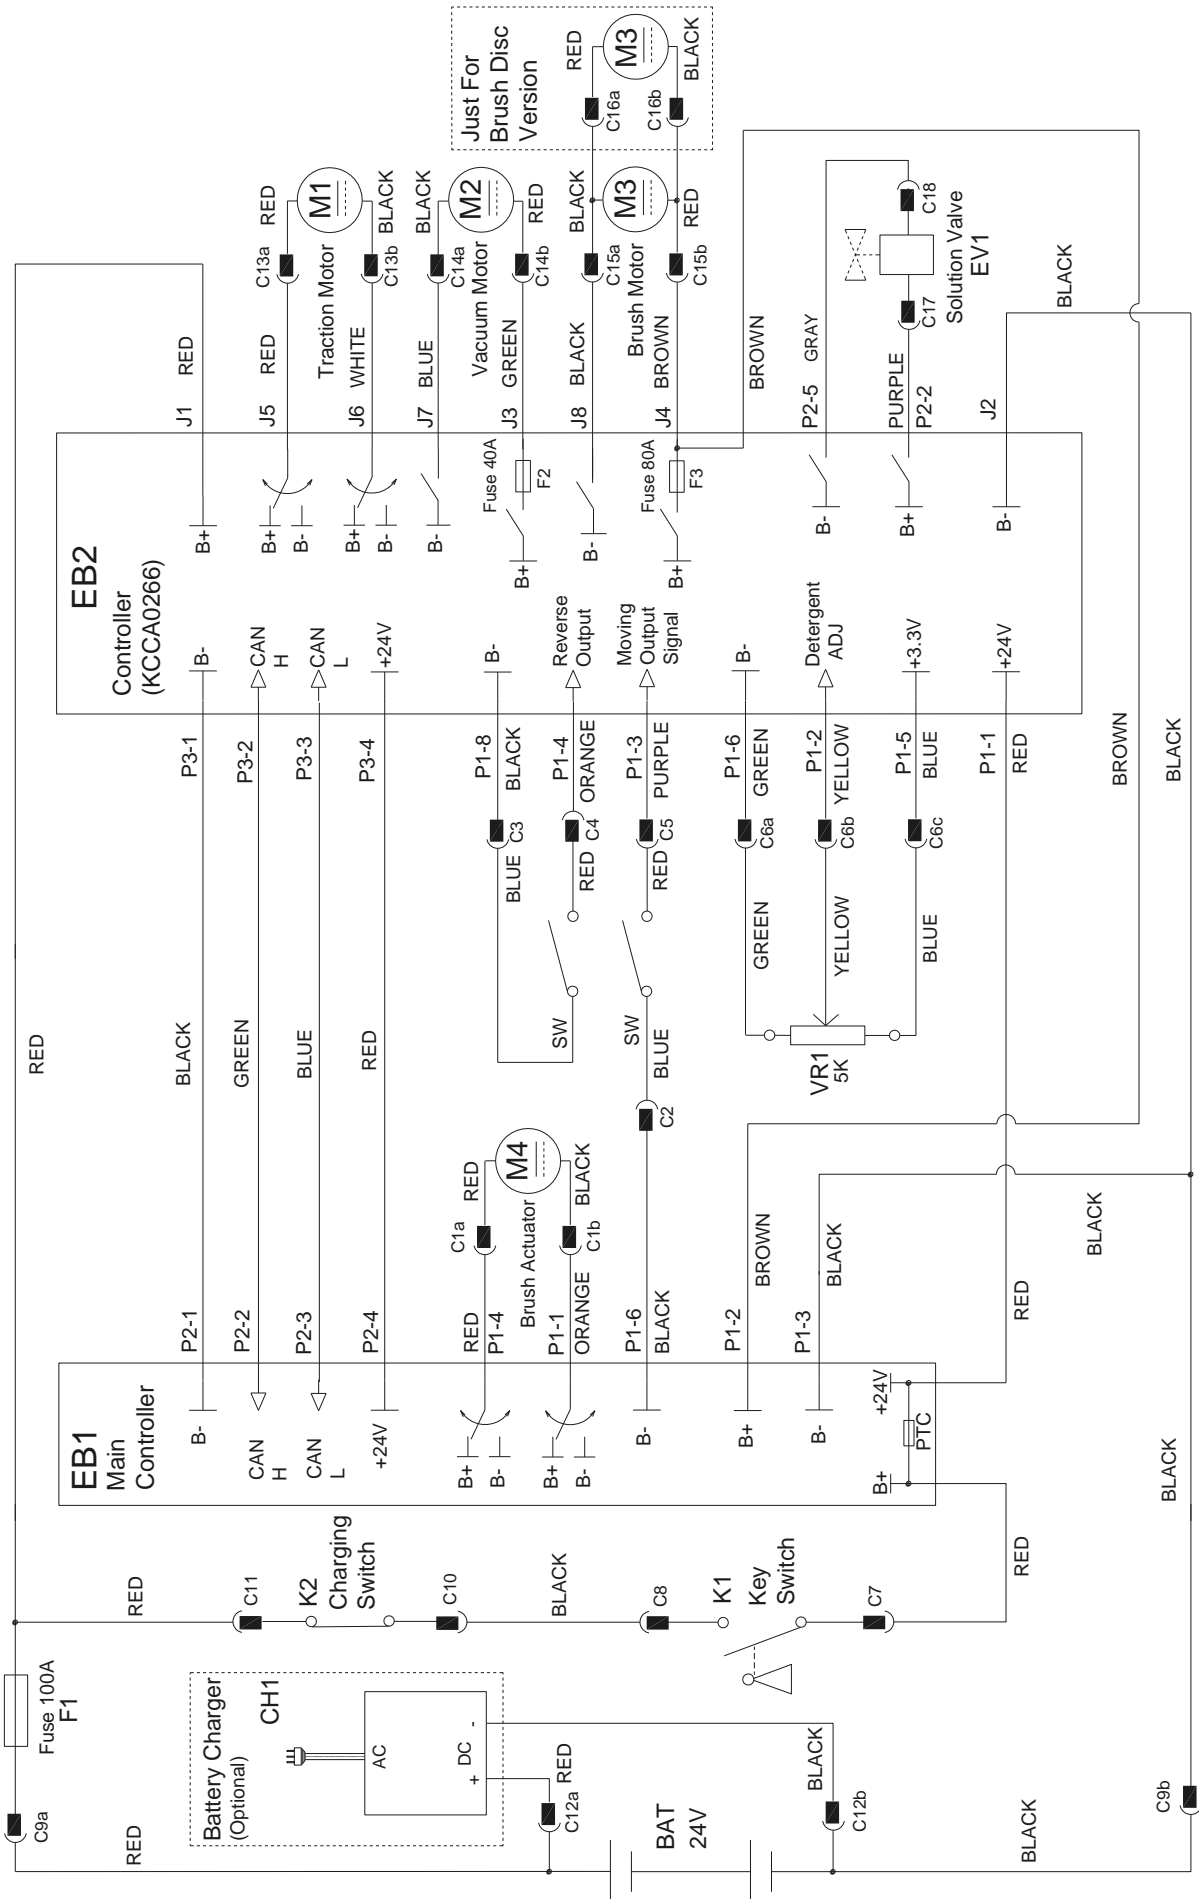 Just For
Brush Disc
Version
RED
M3
BLACK
C16a
C16b
RED
M1
BLACK
C13a
C13b
Traction Motor
RED
WHITE
BLACK
M2
RED
C14a
C14b
Vacuum Motor
BLUE
GREEN
BLACK
M3
RED
C15a
C15b
Brush Motor
BLACK
BROWN
BROWN
GRAY
PURPLE
C18
C17
Solution Valve
EV1
BLACK
RED
J1
J5
J6
J7
J3
J8
J4
P2-5
P2-2
J2
EB2
Controller
(KCCA0266)
B+
B+
B-
B+
B-
B-
Fuse 40A
F2
B+
B-
Fuse 80A
F3
B+
B-
B+
B-
B-
CAN
H
CAN
L
+24V
B-
Reverse
Output
Moving
Output
Signal
B-
Detergent
ADJ
+3.3V
+24V
P3-1
P3-2
P3-3
P3-4
P1-8
BLACK
P1-4
ORANGE
P1-3
PURPLE
P1-6
GREEN
P1-2
YELLOW
P1-5
BLUE
P1-1
RED
BROWN
BLACK
C3
C4
C5
C6a
C6b
C6c
BLUE
RED
RED
GREEN
YELLOW
BLUE
RED
BLACK
GREEN
BLUE
RED
SW
SW
BLUE
VR1
5K
C2
M4
RED
BLACK
C1a
C1b
Brush Actuator
P2-1
P2-2
P2-3
P2-4
RED
P1-4
P1-1
ORANGE
P1-6
BLACK
P1-2
BROWN
P1-3
BLACK
RED
BLACK
EB1
Main
Controller
B-
CAN
H
CAN
L
+24V
B+
B-
B+
B-
B-
B+
B-
+24V
PTC
B+
BLACK
RED
C11
K2
Charging
Switch
C10
BLACK
C8
K1
Key
Switch
C7
RED
Fuse 100A
F1
Battery Charger
(Optional)
CH1
AC
+ DC -
RED
BLACK
C9a
C12a
C12b
C9b
RED
BAT
24V
BLACK